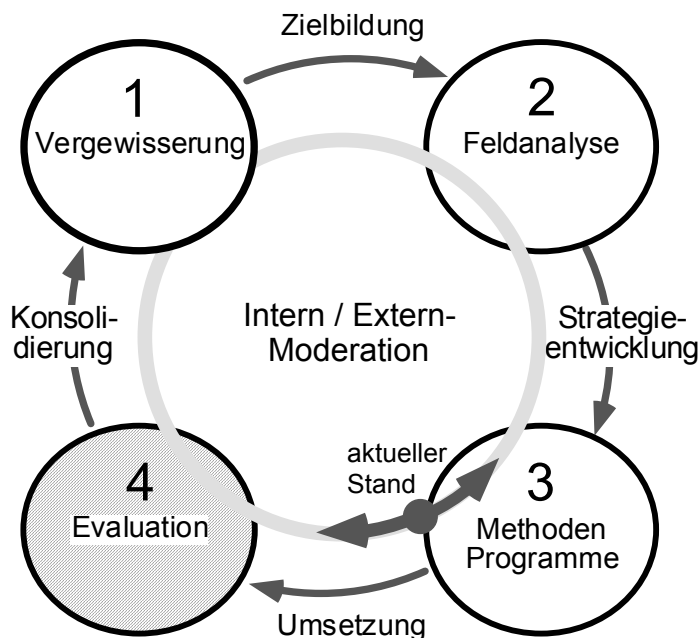 Zielbildung
1
Vergewisserung
2
Feldanalyse
Konsoli-
dierung
Intern / Extern-
Moderation
Strategie-
entwicklung
aktueller
Stand
4
Evaluation
3
Methoden
Programme
Umsetzung